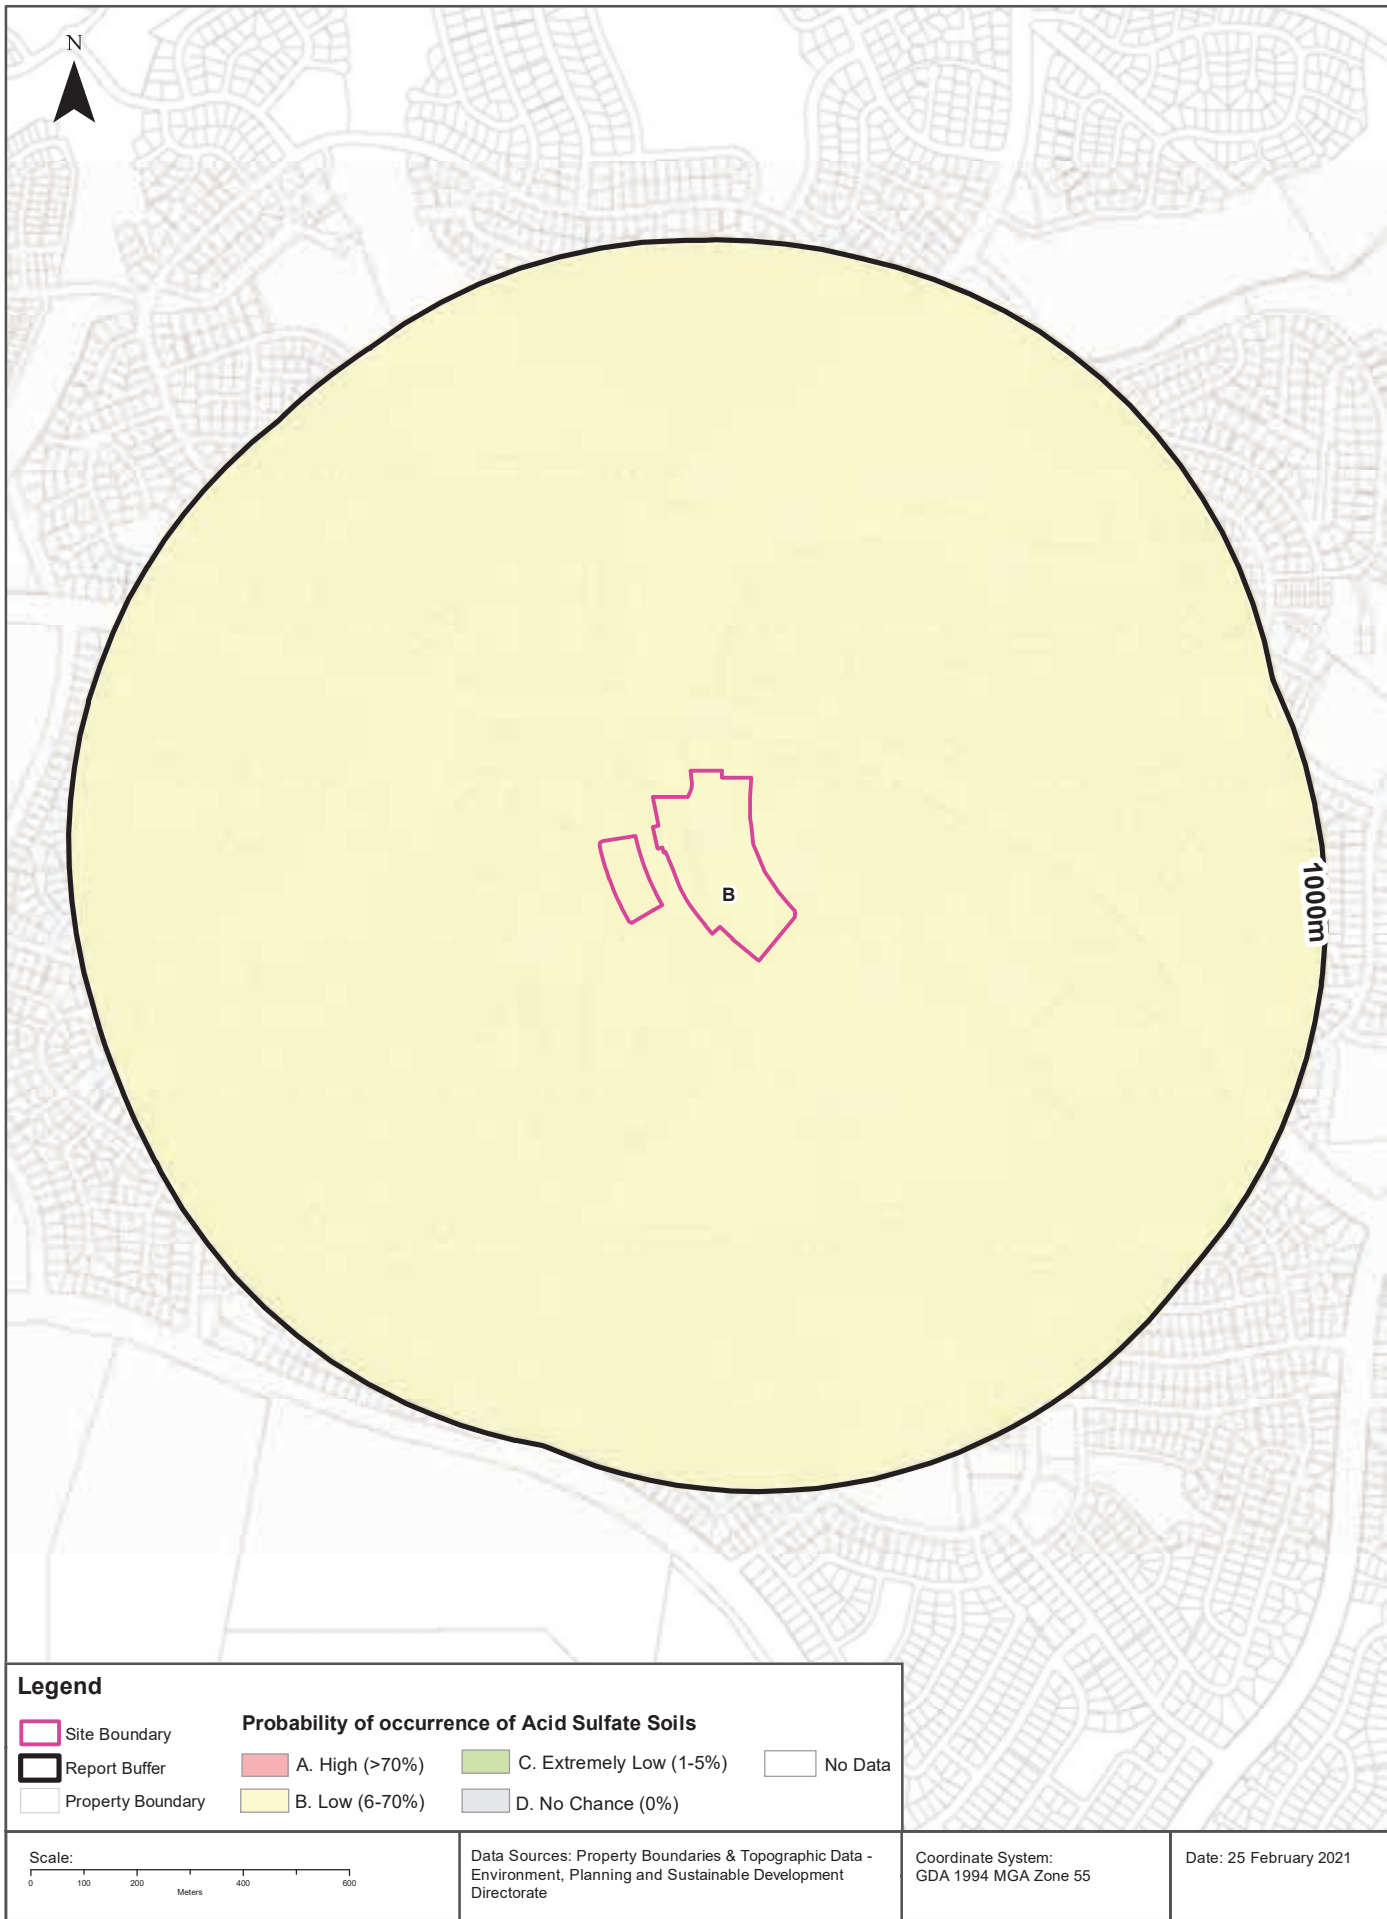 N
B
1000m
Legend
Site Boundary
Report Buffer
Property Boundary
Probability of occurrence of Acid Sulfate Soils
A. High (>70%)
B. Low (6-70%)
C. Extremely Low (1-5%)
D. No Chance (0%)
No Data
Scale:
0 100 200 400 600
Meters
Data Sources: Property Boundaries & Topographic Data -
Environment, Planning and Sustainable Development
Directorate
Coordinate System:
GDA 1994 MGA Zone 55
Date: 25 February 2021